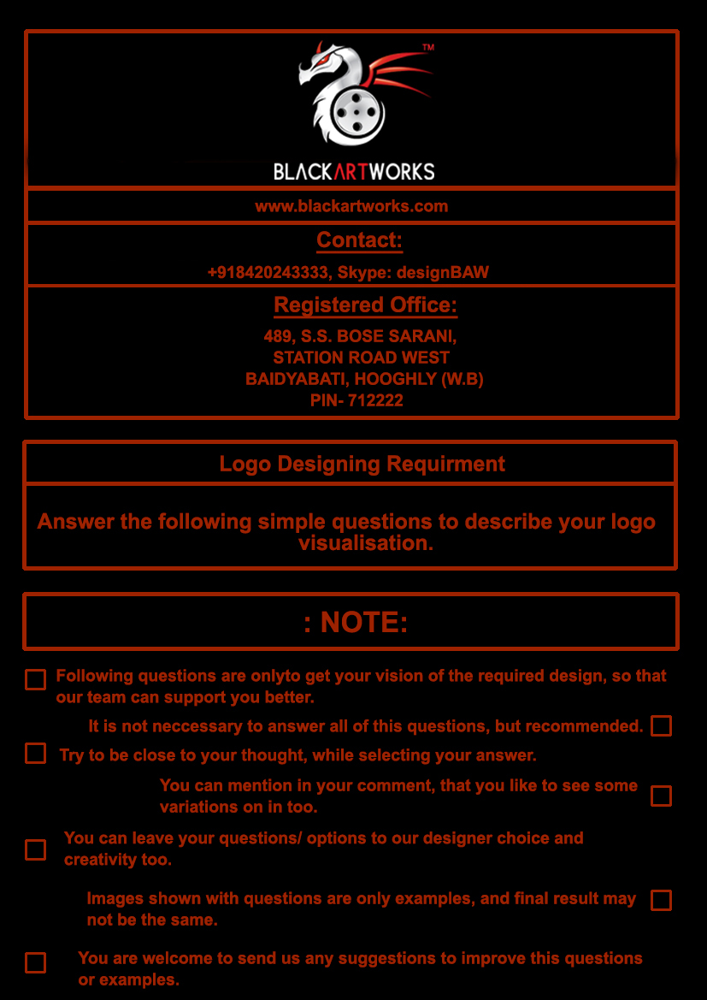 TM
BLACKARTWORKS
www.blackartworks.com
Contact:
+918420243333, Skype: designBAW
Registered Office:
489, S.S. BOSE SARANI,
STATION ROAD WEST
BAIDYABATI, HOOGHLY (W.B)
PIN- 712222
Logo Designing Requirment
Answer the following simple questions to describe your logo
visualisation.
: NOTE:
Following questions are onlyto get your vision of the required design, so that
our team can support you better.
It is not neccessary to answer all of this questions, but recommended.
Try to be close to your thought, while selecting your answer.
You can mention in your comment, that you like to see some
variations on in too.
You can leave your questions/ options to our designer choice and
creativity too.
Images shown with questions are only examples, and final result may
not be the same.
You are welcome to send us any suggestions to improve this questions
or examples.